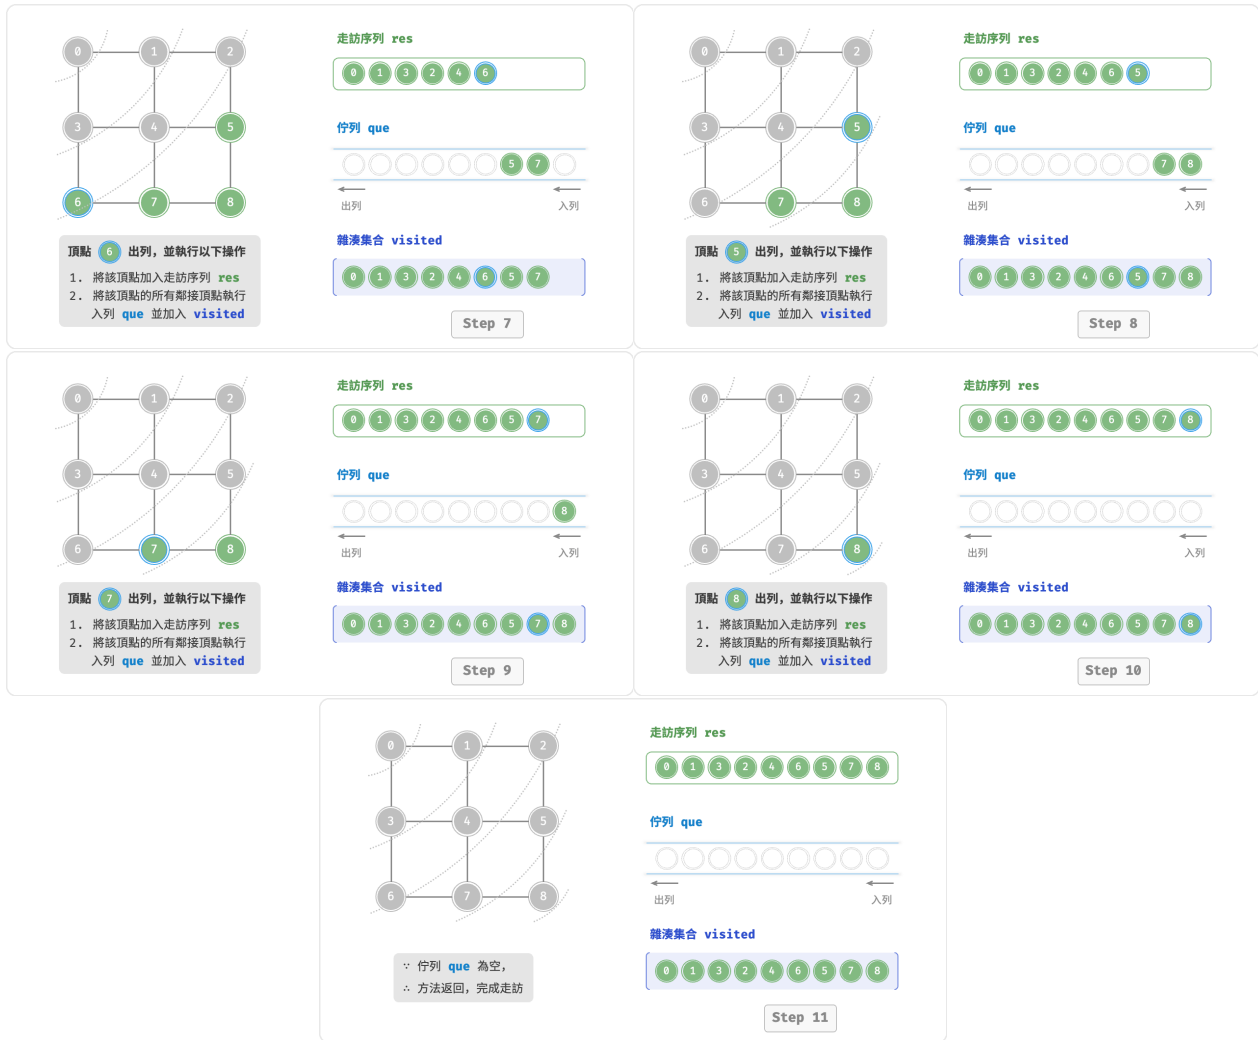 0 1 2
3 4 5
6 7 8
頂點 6 出列，並執行以下操作
1. 將該頂點加入走訪序列 res
2. 將該頂點的所有鄰接頂點執行
入列 que 並加入 visited
走訪序列 res
0 1 3 2 4 6
佇列 que
5 7
出列 入列
雜湊集合 visited
0 1 3 2 4 6 5 7
Step 7
0 1 2
3 4 5
6 7 8
頂點 5 出列，並執行以下操作
1. 將該頂點加入走訪序列 res
2. 將該頂點的所有鄰接頂點執行
入列 que 並加入 visited
走訪序列 res
0 1 3 2 4 6 5
佇列 que
7 8
出列 入列
雜湊集合 visited
0 1 3 2 4 6 5 7 8
Step 8
0 1 2
3 4 5
6 7 8
頂點 7 出列，並執行以下操作
1. 將該頂點加入走訪序列 res
2. 將該頂點的所有鄰接頂點執行
入列 que 並加入 visited
走訪序列 res
0 1 3 2 4 6 5 7
佇列 que
8
出列 入列
雜湊集合 visited
0 1 3 2 4 6 5 7 8
Step 9
0 1 2
3 4 5
6 7 8
頂點 8 出列，並執行以下操作
1. 將該頂點加入走訪序列 res
2. 將該頂點的所有鄰接頂點執行
入列 que 並加入 visited
走訪序列 res
0 1 3 2 4 6 5 7 8
佇列 que
出列 入列
雜湊集合 visited
0 1 3 2 4 6 5 7 8
Step 10
0 1 2
3 4 5
6 7 8
∵ 佇列 que 為空，
∴ 方法返回，完成走訪
走訪序列 res
0 1 3 2 4 6 5 7 8
佇列 que
出列 入列
雜湊集合 visited
0 1 3 2 4 6 5 7 8
Step 11